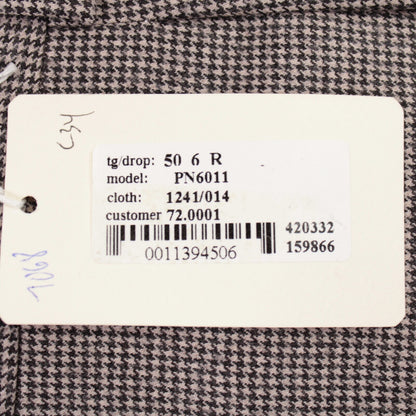 C34
tg/drop: 50 6 R
model: PN6011
cloth: 1241/014
customer 72.0001
0011394506
420332
159866